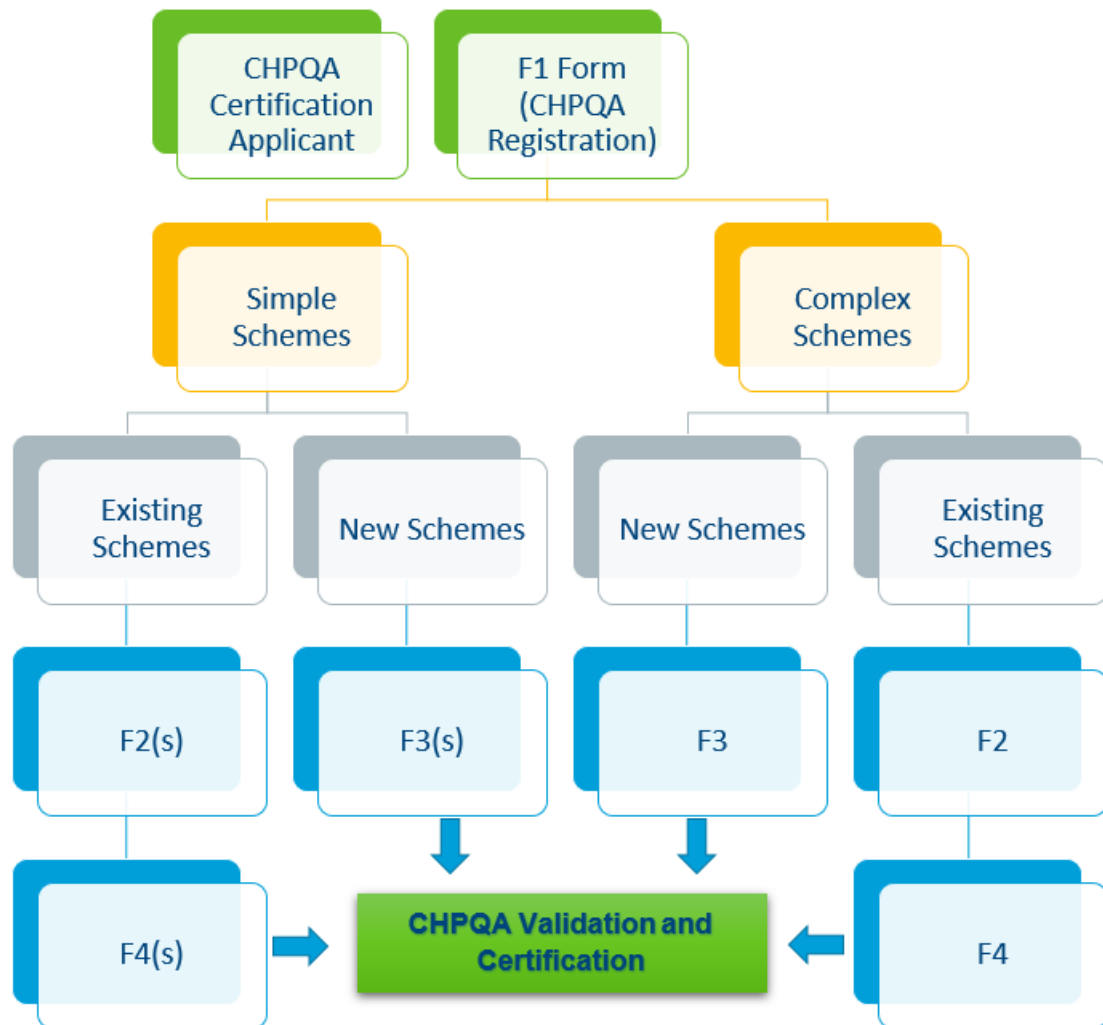 CHPQA
Certification
Applicant
F1 Form
(CHPQA
Registration)
Simple
Schemes
Complex
Schemes
Existing
Schemes
New Schemes
New Schemes
Existing
Schemes
F2(s)
F3(s)
F3
F2
F4(s)
CHPQA Validation and
Certification
F4